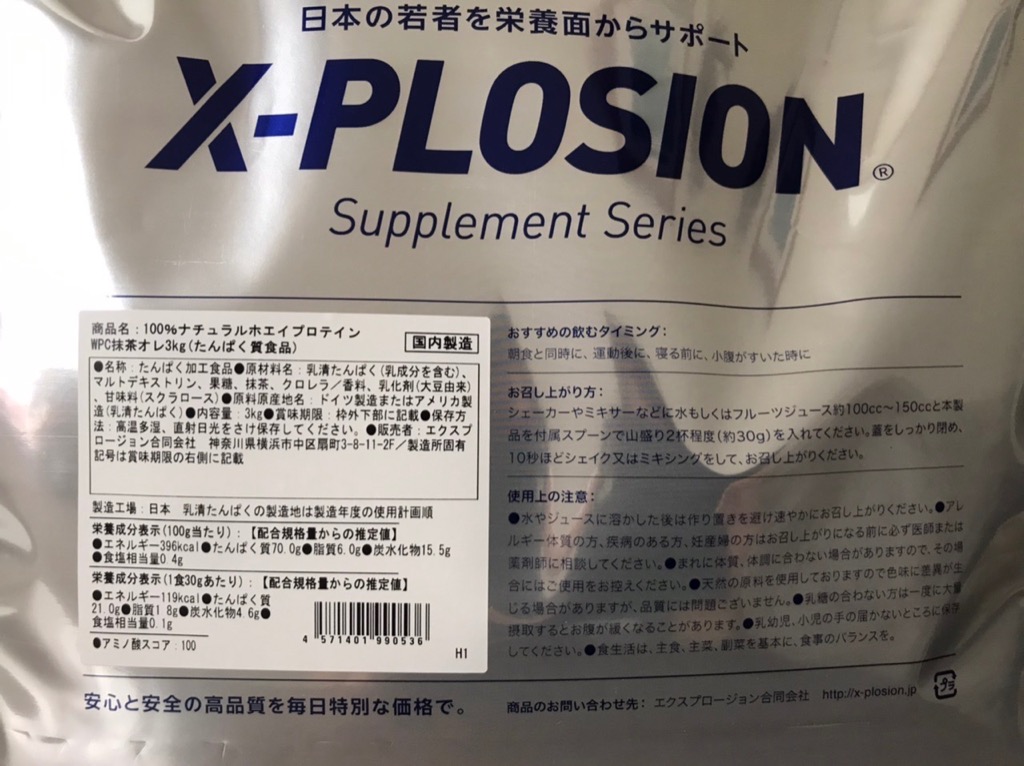 日本の若者を栄養面からサポート
X-PLOSION®
Supplement Series
商品名：100%ナチュラルホエイプロテイン
WPC抹茶オレ3kg(たんぱく質食品)
国内製造
●名称：たんぱく加工食品●原材料名：乳清たんぱく(乳成分を含む)、
マルトデキストリン、果糖、抹茶、クロレラ／香料、乳化剤(大豆由来)
、甘味料(スクラロース)●原料原産地名：ドイツ製造またはアメリカ製
造(乳清たんぱく)●内容量：3kg●賞味期限：枠外下部に記載●保存方
法：高温多湿、直射日光をさけ保存してください。●販売者：エクスプ
ロージョン合同会社　神奈川県横浜市中区扇町3-8-11-2F／製造所固有
記号は賞味期限の右側に記載
製造工場：日本　乳清たんぱくの製造地は製造年度の使用計画順
栄養成分表示(100g当たり)：【配合規格量からの推定値】
●エネルギー396kcal●たんぱく質70.0g●脂質6.0g●炭水化物15.5g
●食塩相当量0.4g
栄養成分表示(1食30gあたり)：【配合規格量からの推定値】
●エネルギー119kcal●たんぱく質
21.0g●脂質1.8g●炭水化物4.6g●
食塩相当量0.1g
●アミノ酸スコア：100
4 571401 990536
H1
おすすめの飲むタイミング：
朝食と同時に、運動後に、寝る前に、小腹がすいた時に
お召し上がり方：
シェーカーやミキサーなどに水もしくはフルーツジュース約100cc～150ccと本製
品を付属スプーンで山盛り2杯程度(約30g)を入れてください。蓋をしっかり閉め、
10秒ほどシェイク又はミキシングをして、お召し上がりください。
使用上の注意：
●水やジュースに溶かした後は作り置きを避け速やかにお召し上がりください。●アレ
ルギー体質の方、疾病のある方、妊産婦の方はお召し上がりになる前に必ず医師または
薬剤師に相談してください。●まれに体質、体調に合わない場合がありますので、その場
合にはご使用をお控えください。●天然の原料を使用しておりますので色味に差異が生
じる場合がありますが、品質には問題ございません。●乳糖の合わない方は一度に大量
摂取するとお腹が緩くなることがあります。●乳幼児、小児の手の届かないところに保存
してください。●食生活は、主食、主菜、副菜を基本に、食事のバランスを。
安心と安全の高品質を毎日特別な価格で。
商品のお問い合わせ先：エクスプロージョン合同会社　http://x-plosion.jp
プラ